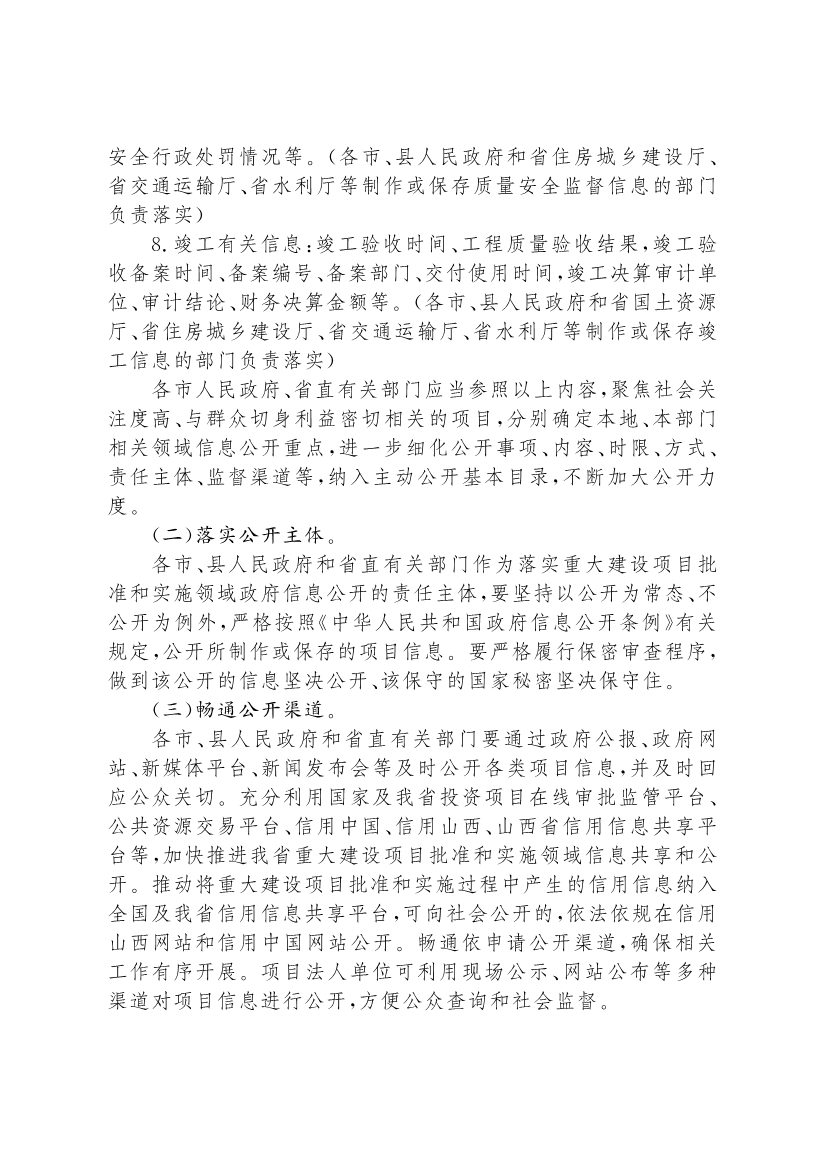 安全行政处罚情况等。(各市、县人民政府和省住房城乡建设厅、
省交通运输厅、省水利厅等制作或保存质量安全监督信息的部门
负责落实)
8.竣工有关信息:竣工验收时间、工程质量验收结果,竣工验
收备案时间、备案编号、备案部门、交付使用时间,竣工决算审计单
位、审计结论、财务决算金额等。(各市、县人民政府和省国土资源
厅、省住房城乡建设厅、省交通运输厅、省水利厅等制作或保存竣
工信息的部门负责落实)
各市人民政府、省直有关部门应当参照以上内容,聚焦社会关
注度高、与群众切身利益密切相关的项目,分别确定本地、本部门
相关领域信息公开重点,进一步细化公开事项、内容、时限、方式、
责任主体、监督渠道等,纳入主动公开基本目录,不断加大公开力
度。
(二)落实公开主体。
各市、县人民政府和省直有关部门作为落实重大建设项目批
准和实施领域政府信息公开的责任主体,要坚持以公开为常态、不
公开为例外,严格按照《中华人民共和国政府信息公开条例》有关
规定,公开所制作或保存的项目信息。要严格履行保密审查程序,
做到该公开的信息坚决公开、该保守的国家秘密坚决保守住。
(三)畅通公开渠道。
各市、县人民政府和省直有关部门要通过政府公报、政府网
站、新媒体平台、新闻发布会等及时公开各类项目信息,并及时回
应公众关切。充分利用国家及我省投资项目在线审批监管平台、
公共资源交易平台、信用中国、信用山西、山西省信用信息共享平
台等,加快推进我省重大建设项目批准和实施领域信息共享和公
开。推动将重大建设项目批准和实施过程中产生的信用信息纳入
全国及我省信用信息共享平台,可向社会公开的,依法依规在信用
山西网站和信用中国网站公开。畅通依申请公开渠道,确保相关
工作有序开展。项目法人单位可利用现场公示、网站公布等多种
渠道对项目信息进行公开,方便公众查询和社会监督。